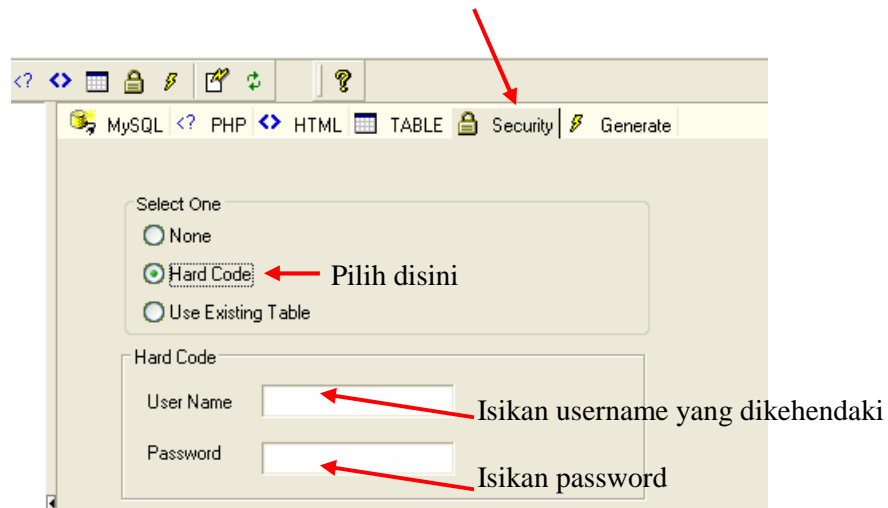 MySQL PHP HTML TABLE Security Generate
Select One
None
Hard Code Pilih disini
Use Existing Table
Hard Code
User Name
Isikan username yang dikehendaki
Password
Isikan password